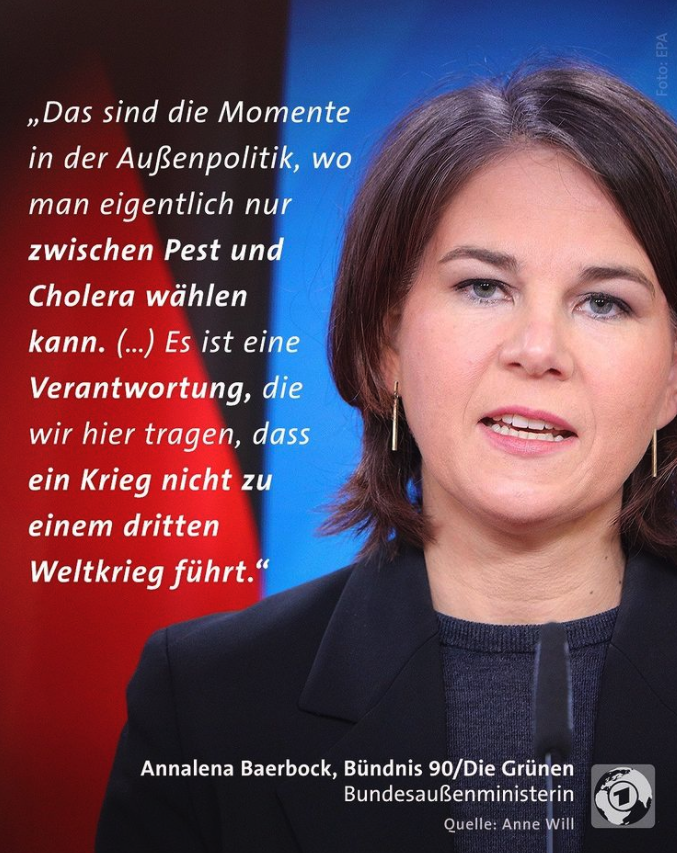 Foto: EPA
„Das sind die Momente
in der Außenpolitik, wo
man eigentlich nur
zwischen Pest und
Cholera wählen
kann. (...) Es ist eine
Verantwortung, die
wir hier tragen, dass
ein Krieg nicht zu
einem dritten
Weltkrieg führt.“
Annalena Baerbock, Bündnis 90/Die Grünen
Bundesaußenministerin
Quelle: Anne Will
1